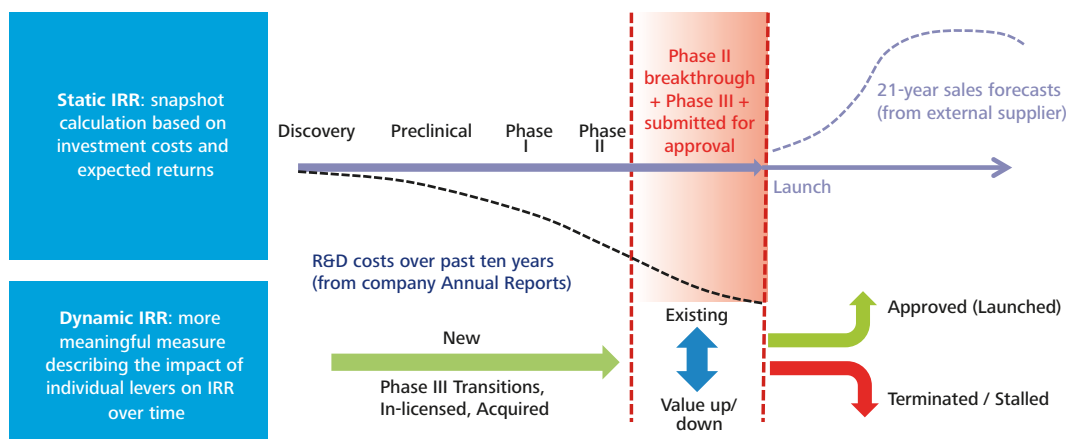 Static IRR: snapshot
calculation based on
investment costs and
expected returns
Discovery
Preclinical
Phase
I
Phase
II
Phase II
breakthrough
+ Phase III +
submitted for
approval
21-year sales forecasts
(from external supplier)
Launch
R&D costs over past ten years
(from company Annual Reports)
Dynamic IRR: more
meaningful measure
describing the impact of
individual levers on IRR
over time
New
Phase III Transitions,
In-licensed, Acquired
Existing
Value up/
down
Approved (Launched)
Terminated / Stalled